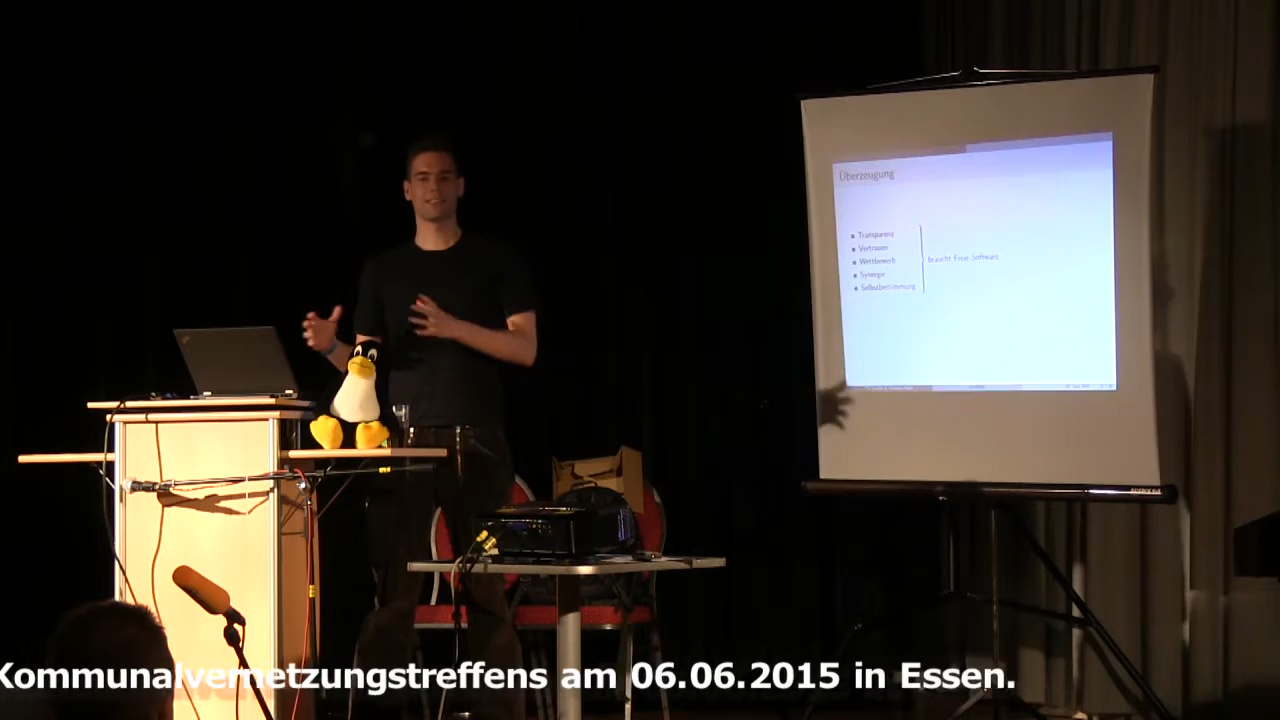 Überzeugung
Transparenz
Vertrauen
Wettbewerb
Synergie
Selbstbestimmung
braucht Freie Software
Kommunalvernetzungstreffens am 06.06.2015 in Essen.